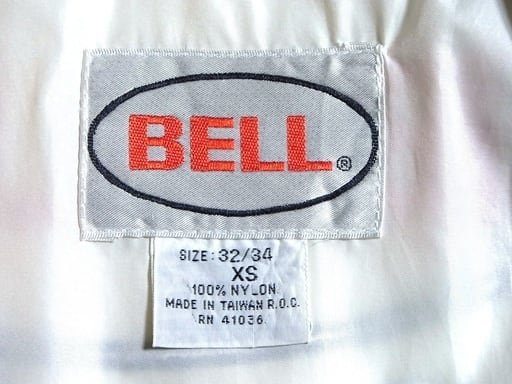 BELL®
SIZE: 32/34
XS
100% NYLON
MADE IN TAIWAN R.O.C.
RN 41036